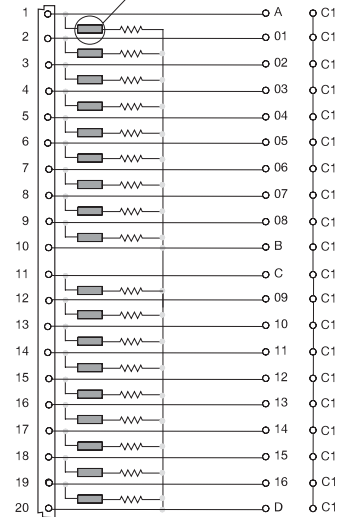 1 A C1
2 01 C1
3 02 C1
4 03 C1
5 04 C1
6 05 C1
7 06 C1
8 07 C1
9 08 C1
10 B C1
11 C C1
12 09 C1
13 10 C1
14 11 C1
15 12 C1
16 13 C1
17 14 C1
18 15 C1
19 16 C1
20 D C1